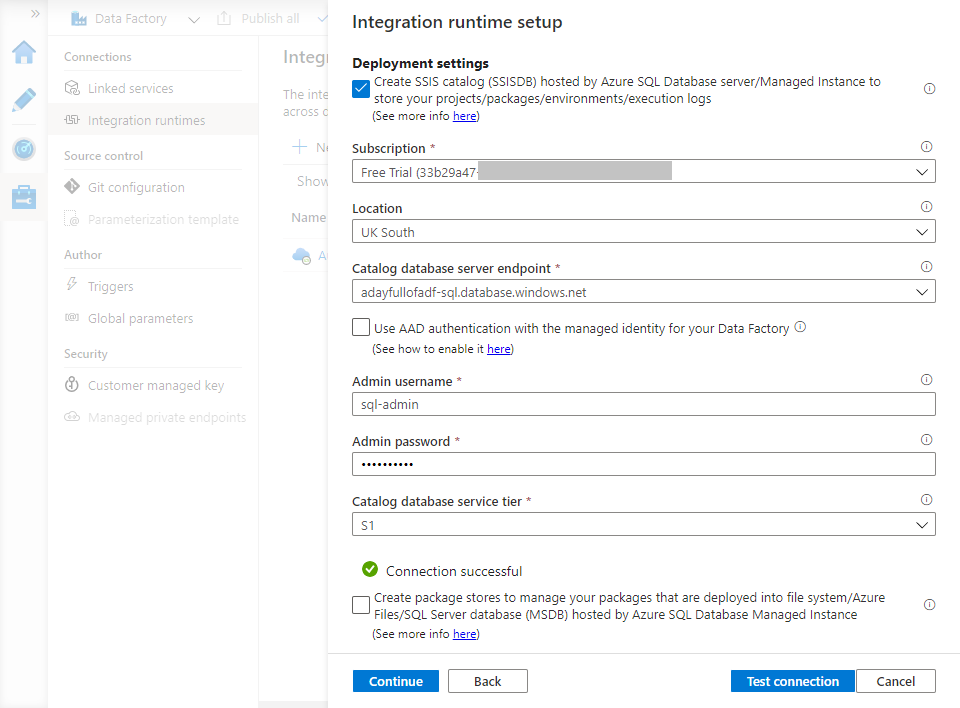 Data Factory
Publish all
Connections
Linked services
Integration runtimes
Source control
Git configuration
Parameterization template
Author
Triggers
Global parameters
Security
Customer managed key
Managed private endpoints
Integ
The inte
across d
Ne
Show
Name
A
Integration runtime setup
Deployment settings
Create SSIS catalog (SSISDB) hosted by Azure SQL Database server/Managed Instance to
store your projects/packages/environments/execution logs
(See more info here)
Subscription *
Free Trial (33b29a47-
Location
UK South
Catalog database server endpoint *
adayfullofadf-sql.database.windows.net
Use AAD authentication with the managed identity for your Data Factory
(See how to enable it here)
Admin username *
sql-admin
Admin password *
••••••••••
Catalog database service tier *
S1
Connection successful
Create package stores to manage your packages that are deployed into file system/Azure
Files/SQL Server database (MSDB) hosted by Azure SQL Database Managed Instance
(See more info here)
Continue
Back
Test connection
Cancel